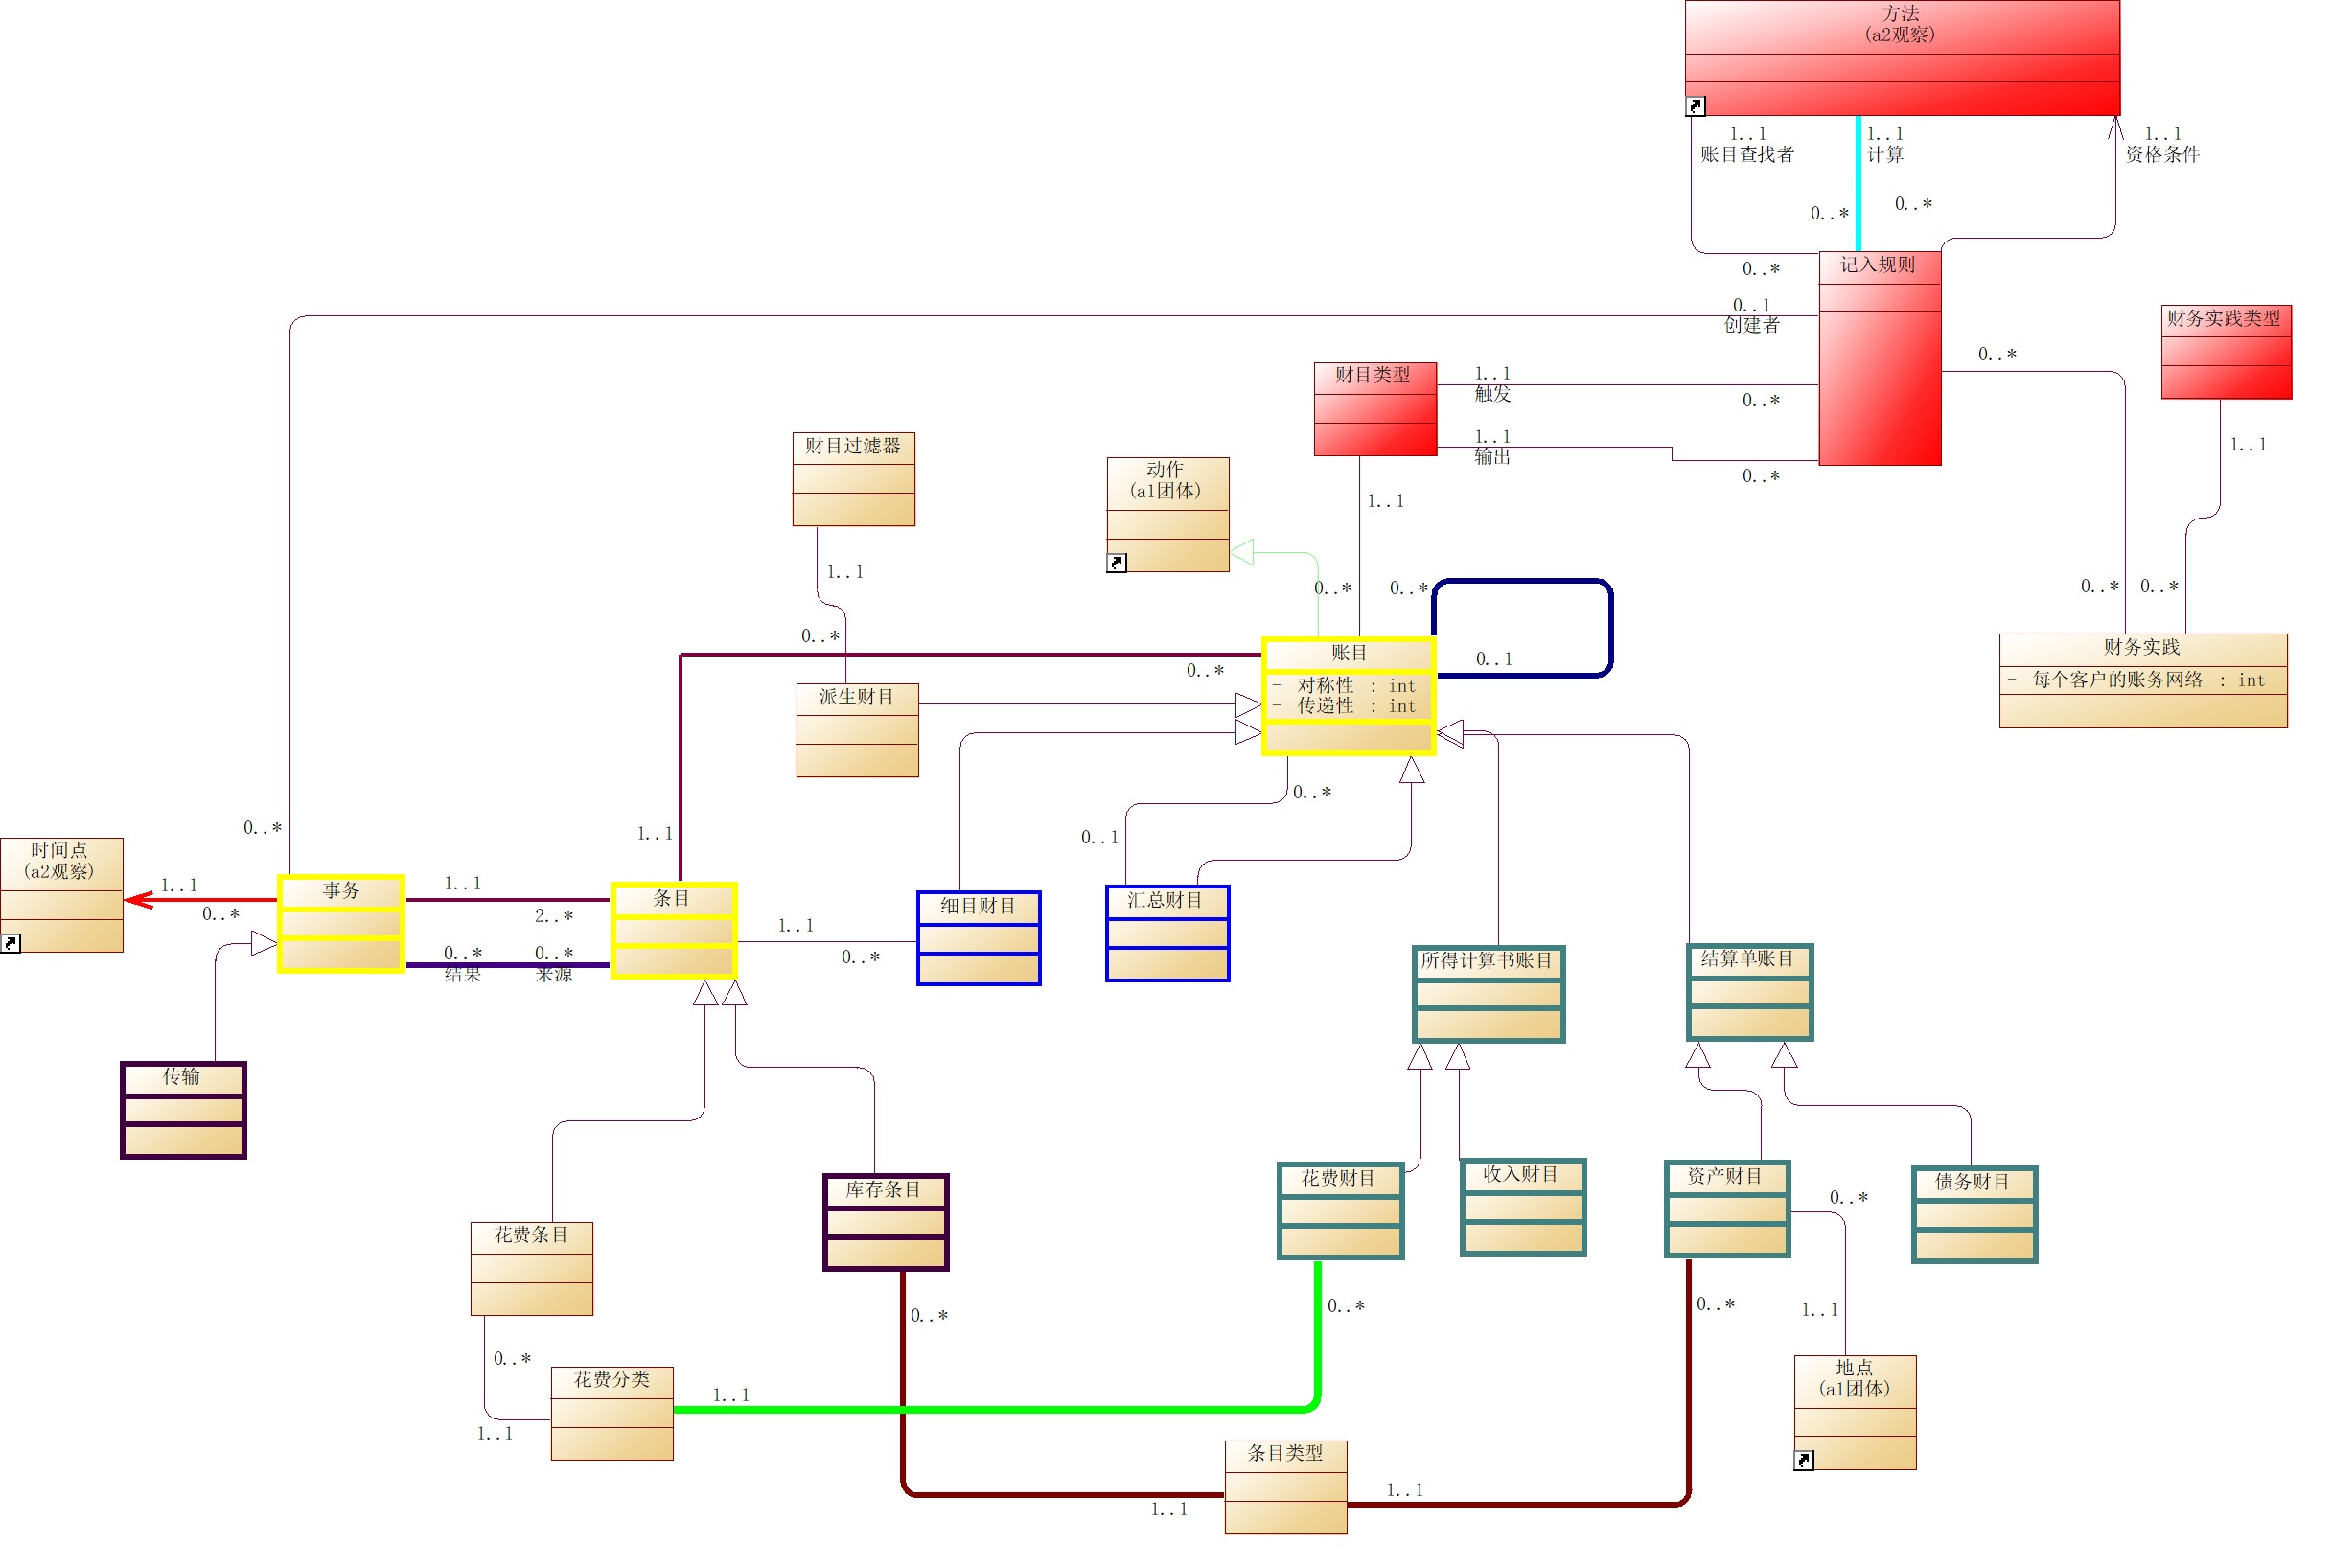 方法
(a2观察)
1..1
账目查找者
1..1
计算
1..1
资格条件
0..*
0..*
0..*
记入规则
0..1
创建者
财务实践类型
0..*
财目类型
1..1
触发
0..*
1..1
输出
0..*
1..1
财目过滤器
动作
(a1团体)
1..1
1..1
0..*
0..*
0..*
0..*
0..*
0..1
0..*
账目
- 对称性 : int
- 传递性 : int
财务实践
- 每个客户的账务网络 : int
派生财目
0..*
0..*
0..1
0..*
1..1
时间点
(a2观察)
1..1
0..*
事务
1..1
2..*
0..*
结果
0..*
来源
条目
1..1
0..*
细目财目
汇总财目
所得计算书账目
结算单账目
传输
库存条目
花费财目
收入财目
资产财目
债务财目
0..*
花费条目
0..*
0..*
0..*
1..1
0..*
花费分类
1..1
1..1
地点
(a1团体)
条目类型
1..1
1..1